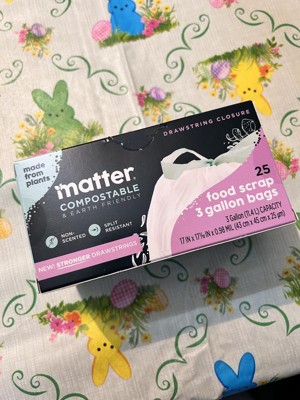 DRAWSTRING CLOSURE
made from
plants
matter.
COMPOSTABLE
& EARTH FRIENDLY
NON-
SCENTED
SPLIT
RESISTANT
NEW! STRONGER DRAWSTRINGS
25
food scrap
3 gallon bags
3 Gallon (11.4 L) CAPACITY
17 IN x 17¾ IN x 0.98 MIL (43 cm x 45 cm x 25 µm)